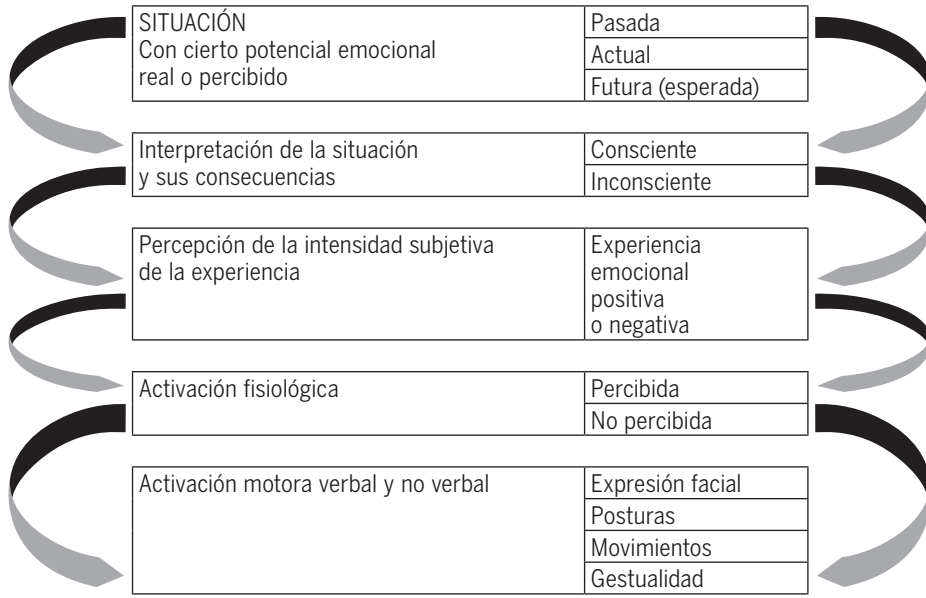 SITUACIÓN
Con cierto potencial emocional
real o percibido
Pasada
Actual
Futura (esperada)
Interpretación de la situación
y sus consecuencias
Consciente
Inconsciente
Percepción de la intensidad subjetiva
de la experiencia
Experiencia
emocional
positiva
o negativa
Activación fisiológica
Percibida
No percibida
Activación motora verbal y no verbal
Expresión facial
Posturas
Movimientos
Gestualidad